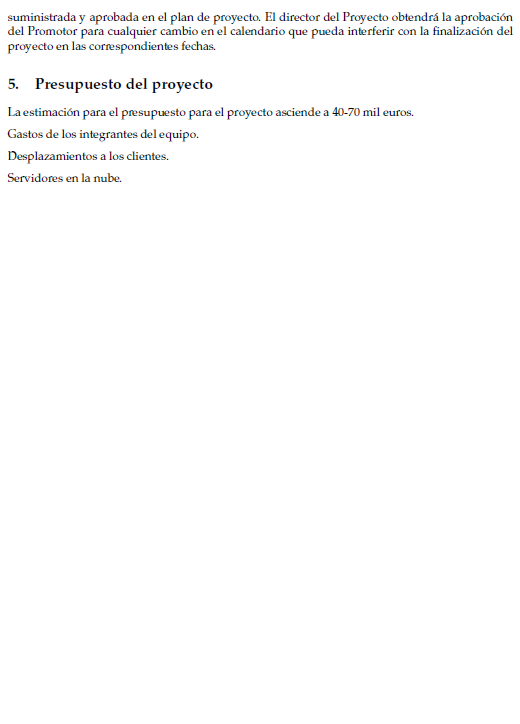 suministrada y aprobada en el plan de proyecto. El director del Proyecto obtendrá la aprobación
del Promotor para cualquier cambio en el calendario que pueda interferir con la finalización del
proyecto en las correspondientes fechas.
5. Presupuesto del proyecto
La estimación para el presupuesto para el proyecto asciende a 40-70 mil euros.
Gastos de los integrantes del equipo.
Desplazamientos a los clientes.
Servidores en la nube.